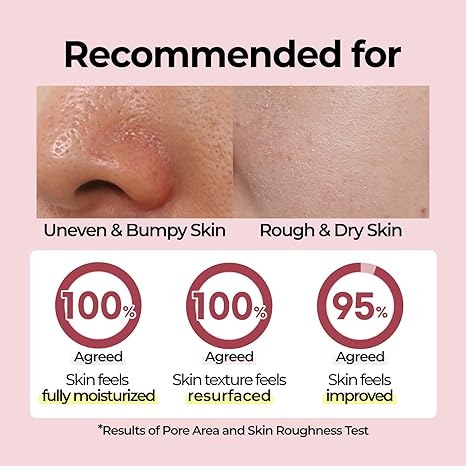 Recommended for
Uneven & Bumpy Skin
Rough & Dry Skin
100%
Agreed
Skin feels
fully moisturized
100%
Agreed
Skin texture feels
resurfaced
95%
Agreed
Skin feels
improved
*Results of Pore Area and Skin Roughness Test